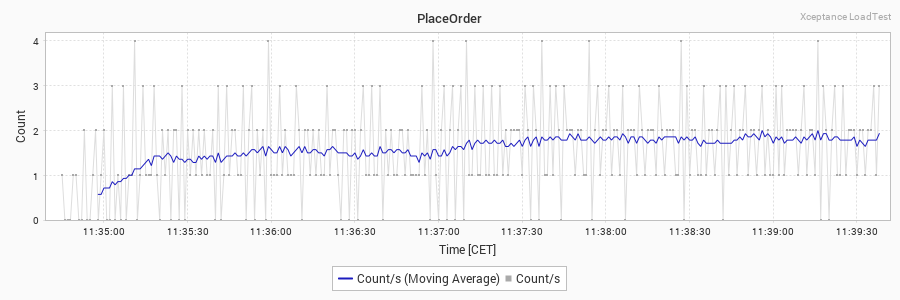 PlaceOrder
Xceptance LoadTest
Count
4
3
2
1
0
11:35:00 11:35:30 11:36:00 11:36:30 11:37:00 11:37:30 11:38:00 11:38:30 11:39:00 11:39:30
Time [CET]
Count/s (Moving Average) Count/s